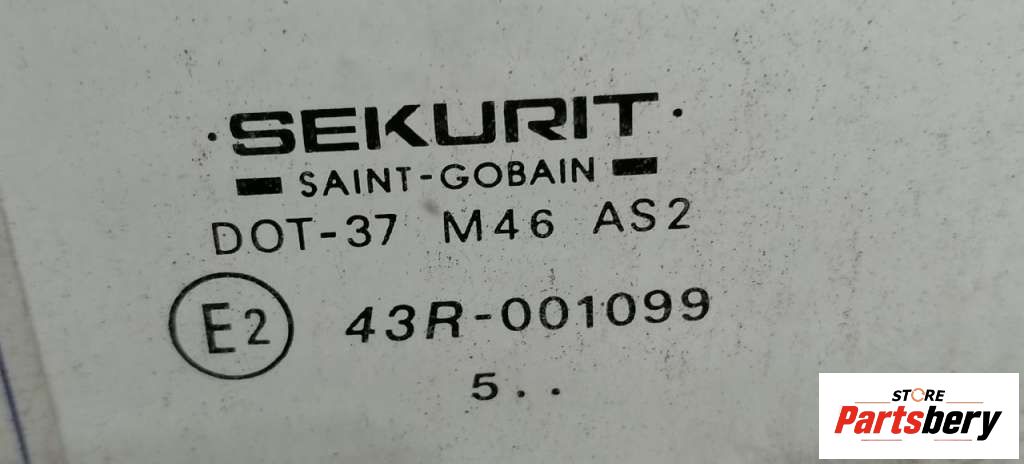 ·SEKURIT·
SAINT-GOBAIN
DOT-37 M46 AS2
E2 43R-001099
5..
STORE
Partsbery